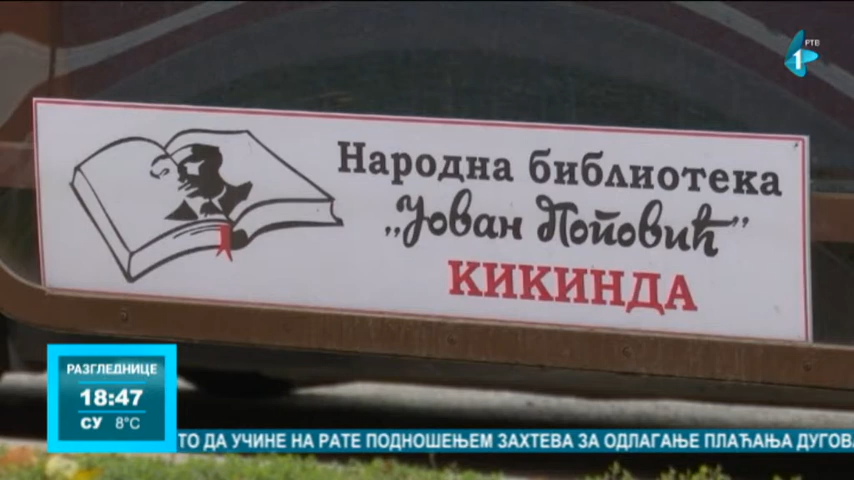 РТВ
1
Народна библиотека
„Јован Поповић"
КИКИНДА
РАЗГЛЕДНИЦЕ
18:47
СУ 8°C
ТО ДА УЧИНЕ НА РАТЕ ПОДНОШЕЊЕМ ЗАХТЕВА ЗА ОДЛАГАЊЕ ПЛАЋАЊА ДУГОВА